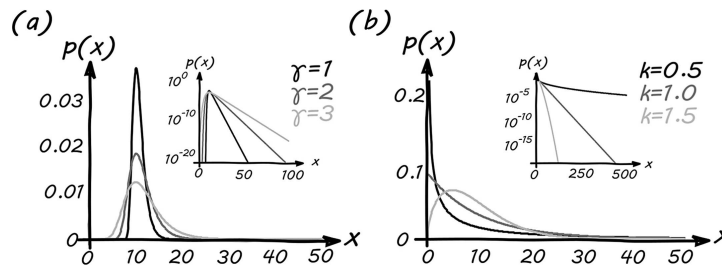 (a)
p(x)
0.03
0.02
0.01
0
0 10 20 30 40 50
x
p(x)
10⁰
10⁻¹⁰
10⁻²⁰
0 50 100
x
γ=1
γ=2
γ=3
(b)
p(x)
0.2
0.1
0
0 10 20 30 40 50
x
p(x)
10⁻⁵
10⁻¹⁰
10⁻¹⁵
0 250 500
x
k=0.5
k=1.0
k=1.5